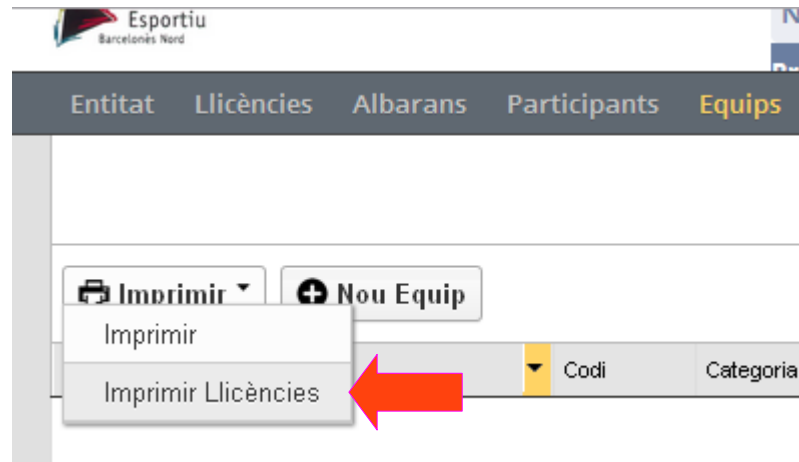 Esportiu
Barcelonès Nord
Entitat Llicències Albarans Participants Equips
Imprimir Nou Equip
Imprimir
Codi Categoria
Imprimir Llicències